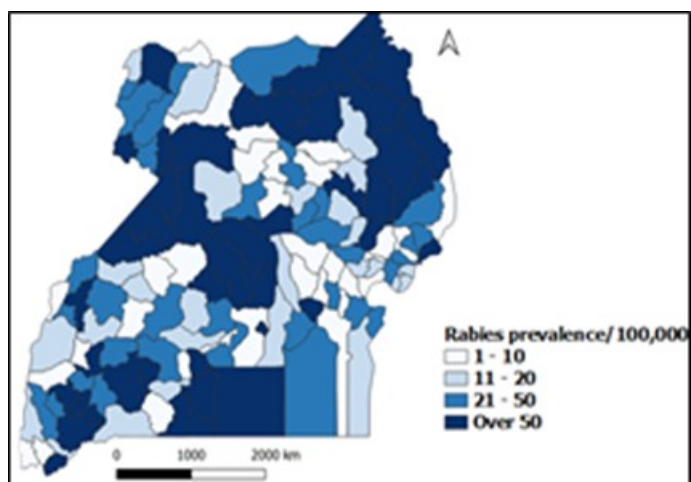 Rabies prevalence/100,000
1 - 10
11 - 20
21 - 50
Over 50
0 1000 2000 km